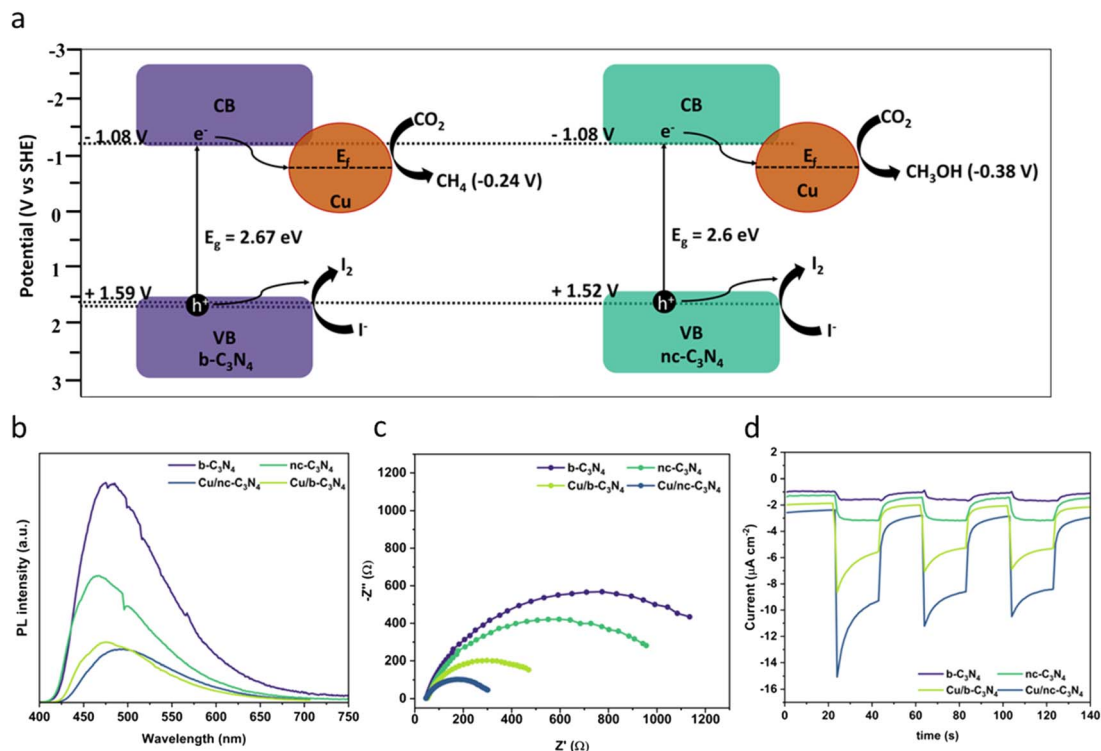 a
Potential (V vs SHE)
-3
-2
-1
0
1
2
3
CB
CB
- 1.08 V
e-
- 1.08 V
e-
CO2
CO2
Ef
Ef
Cu
Cu
CH4 (-0.24 V)
CH3OH (-0.38 V)
Eg = 2.67 eV
Eg = 2.6 eV
I2
I2
+ 1.59 V
h+
+ 1.52 V
h+
I-
I-
VB
VB
b-C3N4
nc-C3N4
b
PL intensity (a.u.)
b-C3N4
nc-C3N4
Cu/nc-C3N4
Cu/b-C3N4
400 450 500 550 600 650 700 750
Wavelength (nm)
c
-Z'' (Ω)
1200
1000
800
600
400
200
0
b-C3N4
nc-C3N4
Cu/b-C3N4
Cu/nc-C3N4
0 200 400 600 800 1000 1200
Z' (Ω)
d
Current (μA cm-2)
2
0
-2
-4
-6
-8
-10
-12
-14
-16
b-C3N4
nc-C3N4
Cu/b-C3N4
Cu/nc-C3N4
0 20 40 60 80 100 120 140
time (s)